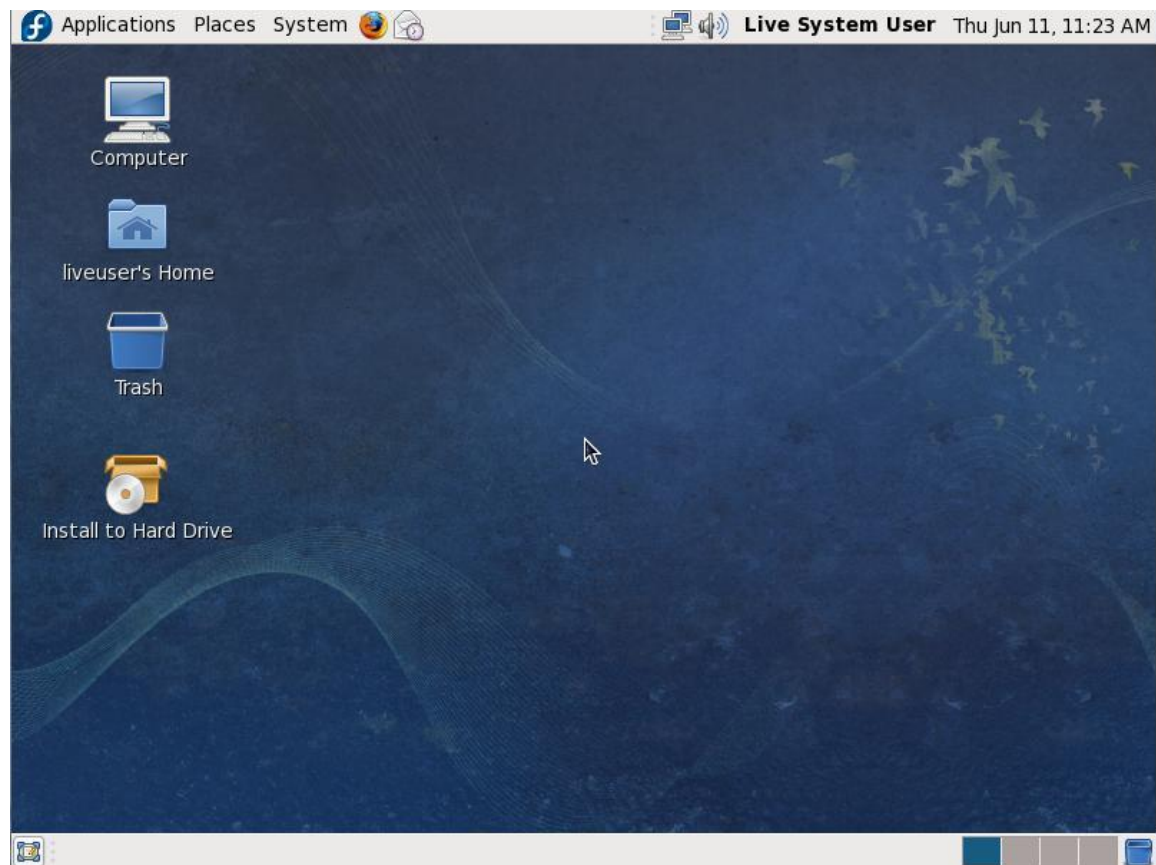 Applications Places System Live System User Thu Jun 11, 11:23 AM
Computer
liveuser's Home
Trash
Install to Hard Drive